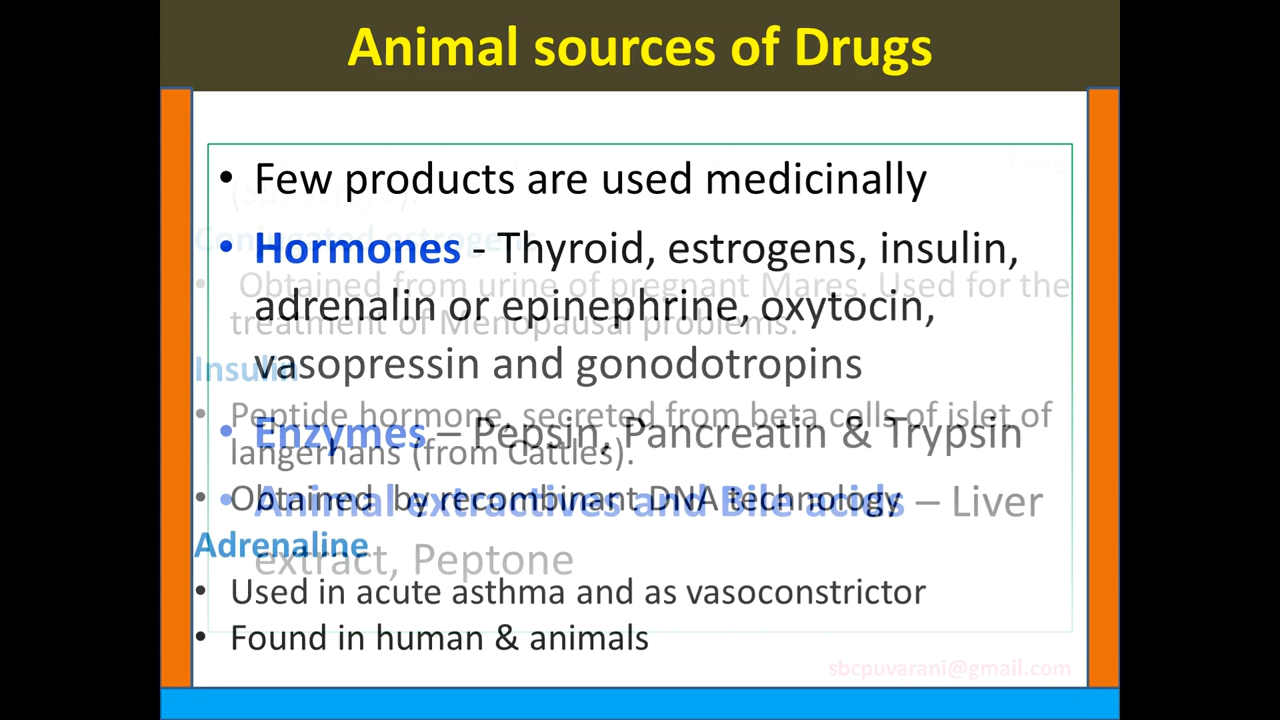 Animal sources of Drugs
• Few products are used medicinally
• Hormones - Thyroid, estrogens, insulin,
adrenalin or epinephrine, oxytocin,
vasopressin and gonodotropins
• Enzymes – Pepsin, Pancreatin & Trypsin
• Animal extractives and Bile acids – Liver
extract, Peptone
Conjugated estrogens
• Obtained from urine of pregnant Mares. Used for the
treatment of Menopausal problems.
Insulin
• Peptide hormone, secreted from beta cells of islet of
langerhans (from Cattles).
• Obtained by recombinant DNA technology
Adrenaline
• Used in acute asthma and as vasoconstrictor
• Found in human & animals
sbcpuvarani@gmail.com